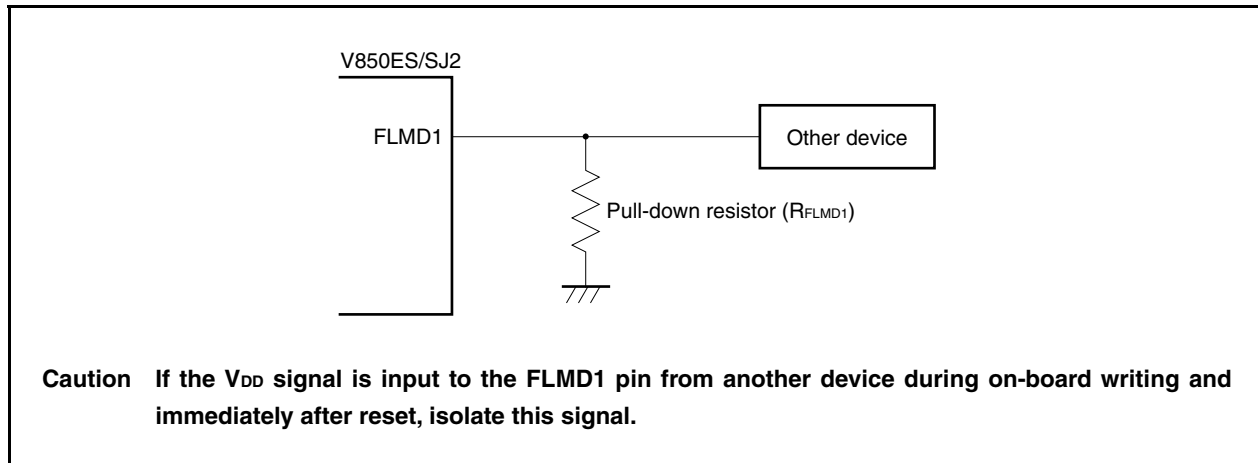 V850ES/SJ2
FLMD1
Other device
Pull-down resistor (RFLMD1)
Caution If the VDD signal is input to the FLMD1 pin from another device during on-board writing and
immediately after reset, isolate this signal.